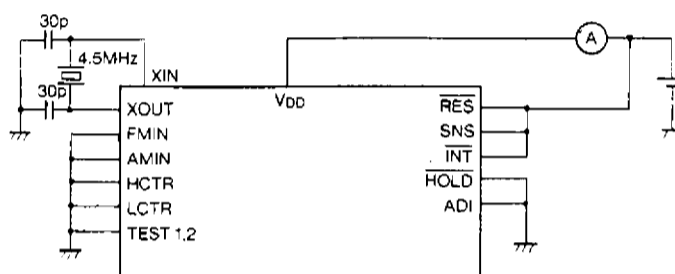 30p
4.5MHz
30p
XIN
XOUT
FMIN
AMIN
HCTR
LCTR
TEST 1,2
VDD
A
RES
SNS
INT
HOLD
ADI